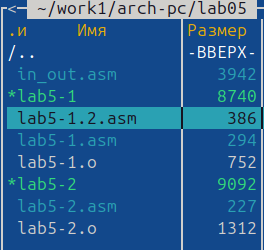 < ~/work1/arch-pc/lab05
.и Имя Размер
/.. -ВВЕРХ-
in_out.asm 3942
*lab5-1 8740
lab5-1.2.asm 386
lab5-1.asm 294
lab5-1.o 752
*lab5-2 9092
lab5-2.asm 227
lab5-2.o 1312